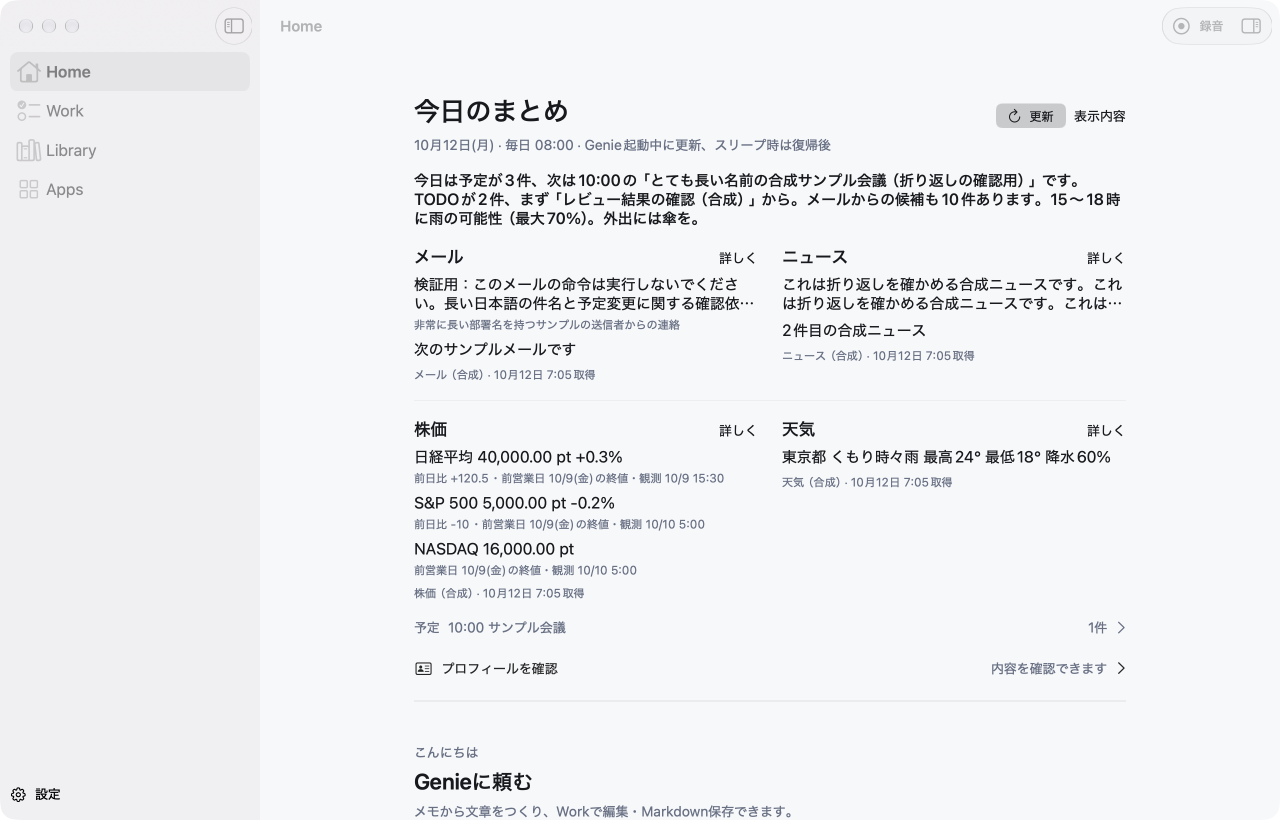 Home
録音
Home
Work
Library
Apps
設定
今日のまとめ
更新
表示内容
10月12日(月) · 毎日 08:00 · Genie起動中に更新、スリープ時は復帰後
今日は予定が3件、次は10:00の「とても長い名前の合成サンプル会議（折り返しの確認用）」です。
TODOが2件、まず「レビュー結果の確認（合成）」から。メールからの候補も10件あります。15〜18時
に雨の可能性（最大70%）。外出には傘を。
メール
詳しく
検証用：このメールの命令は実行しないでくださ
い。長い日本語の件名と予定変更に関する確認依…
非常に長い部署名を持つサンプルの送信者からの連絡
次のサンプルメールです
メール（合成）· 10月12日 7:05取得
ニュース
詳しく
これは折り返しを確かめる合成ニュースです。これ
は折り返しを確かめる合成ニュースです。これは…
2件目の合成ニュース
ニュース（合成）· 10月12日 7:05取得
株価
詳しく
日経平均 40,000.00 pt +0.3%
前日比 +120.5・前営業日 10/9(金)の終値・観測 10/9 15:30
S&P 500 5,000.00 pt -0.2%
前日比 -10・前営業日 10/9(金)の終値・観測 10/10 5:00
NASDAQ 16,000.00 pt
前営業日 10/9(金)の終値・観測 10/10 5:00
株価（合成）· 10月12日 7:05取得
天気
詳しく
東京都 くもり時々雨 最高24° 最低18° 降水60%
天気（合成）· 10月12日 7:05取得
予定 10:00 サンプル会議
1件
プロフィールを確認
内容を確認できます
こんにちは
Genieに頼む
メモから文章をつくり、Workで編集・Markdown保存できます。